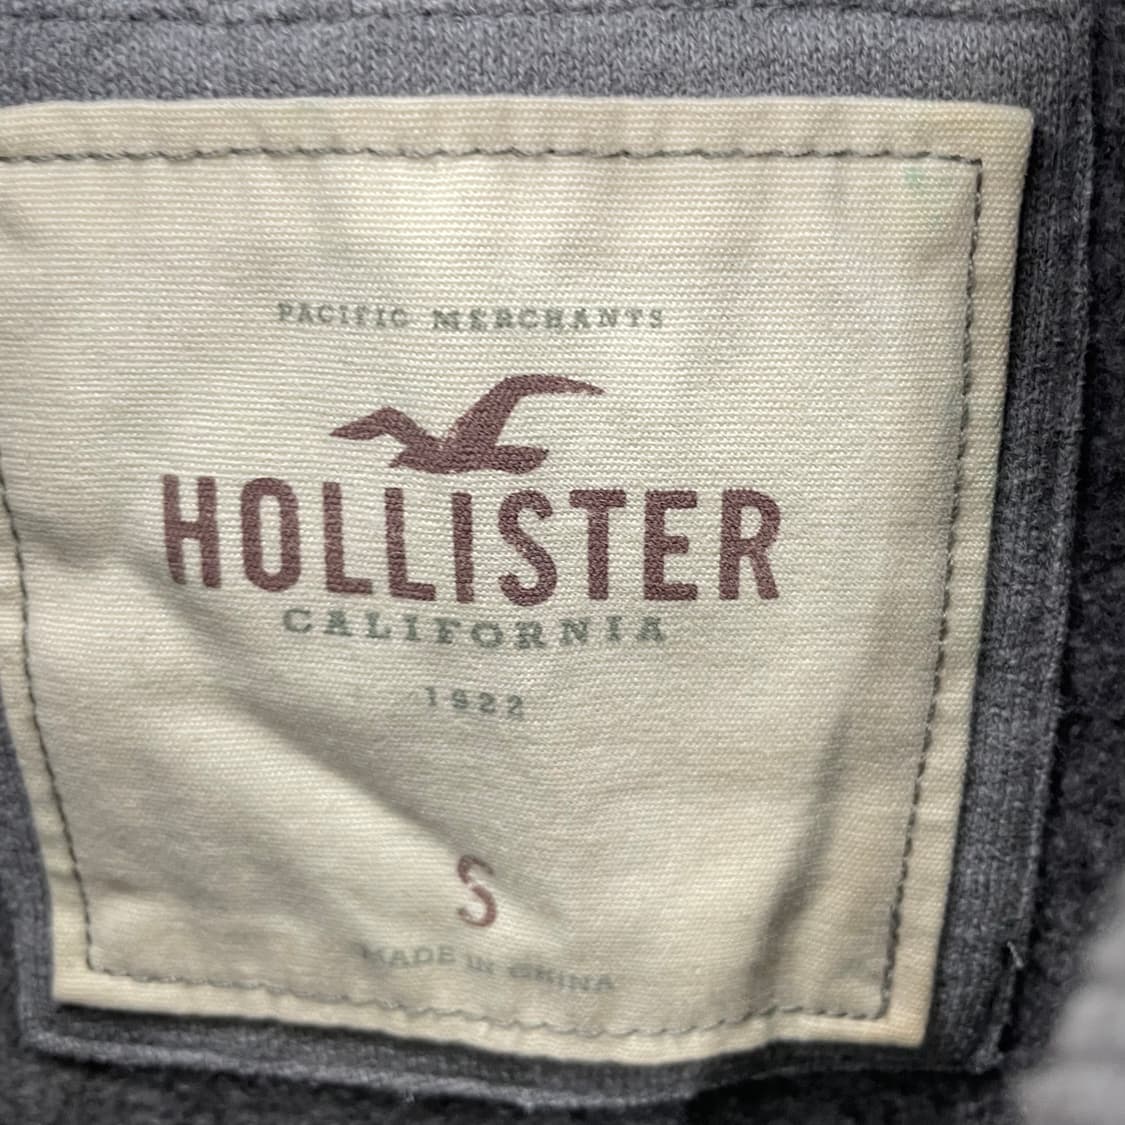 PACIFIC MERCHANTS
HOLLISTER
CALIFORNIA
1922
S
MADE IN CHINA